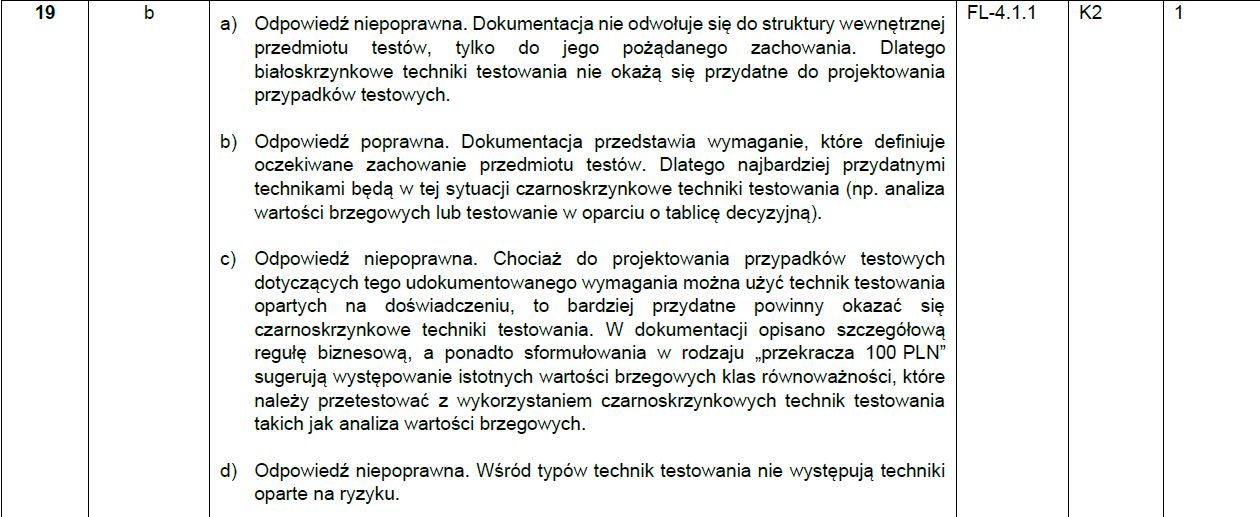 19 b a) Odpowiedź niepoprawna. Dokumentacja nie odwołuje się do struktury wewnętrznej FL-4.1.1 K2 1
przedmiotu testów, tylko do jego pożądanego zachowania. Dlatego
białoskrzynkowe techniki testowania nie okażą się przydatne do projektowania
przypadków testowych.
b) Odpowiedź poprawna. Dokumentacja przedstawia wymaganie, które definiuje
oczekiwane zachowanie przedmiotu testów. Dlatego najbardziej przydatnymi
technikami będą w tej sytuacji czarnoskrzynkowe techniki testowania (np. analiza
wartości brzegowych lub testowanie w oparciu o tablicę decyzyjną).
c) Odpowiedź niepoprawna. Chociaż do projektowania przypadków testowych
dotyczących tego udokumentowanego wymagania można użyć technik testowania
opartych na doświadczeniu, to bardziej przydatne powinny okazać się
czarnoskrzynkowe techniki testowania. W dokumentacji opisano szczegółową
regułę biznesową, a ponadto sformułowania w rodzaju „przekracza 100 PLN”
sugerują występowanie istotnych wartości brzegowych klas równoważności, które
należy przetestować z wykorzystaniem czarnoskrzynkowych technik testowania
takich jak analiza wartości brzegowych.
d) Odpowiedź niepoprawna. Wśród typów technik testowania nie występują techniki
oparte na ryzyku.